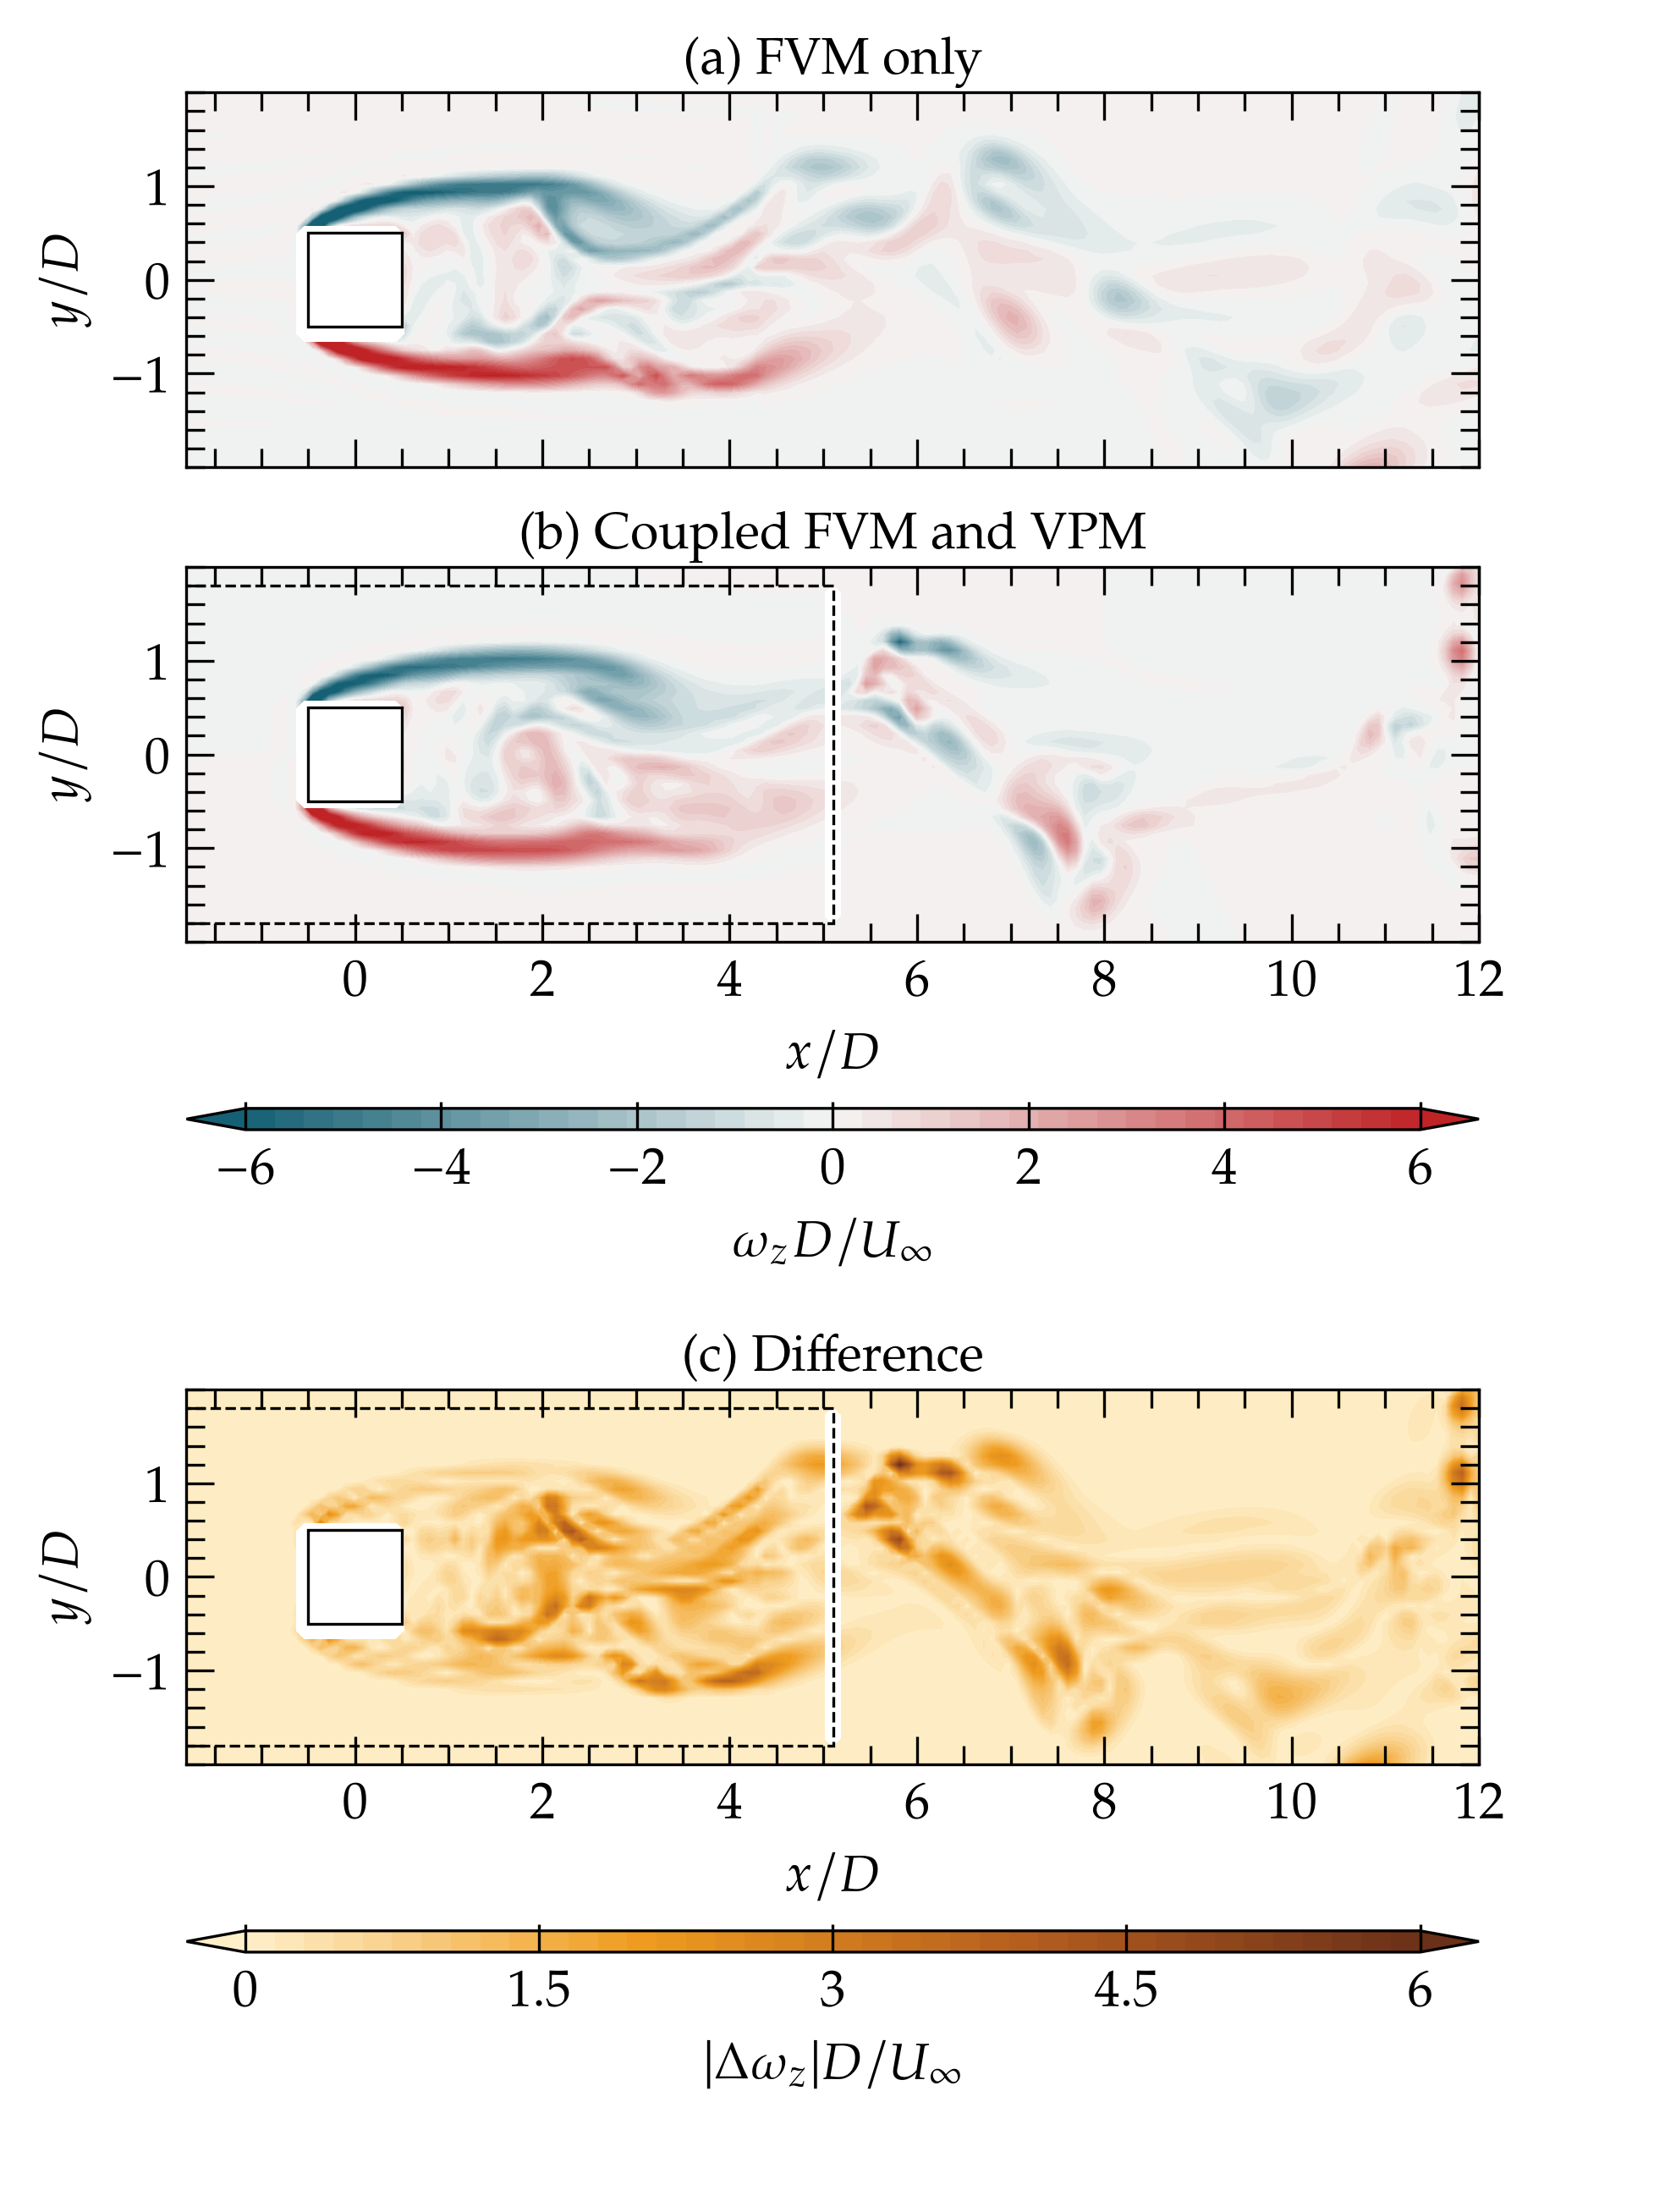 (a) FVM only
1
0
−1
y/D
(b) Coupled FVM and VPM
1
0
−1
y/D
0 2 4 6 8 10 12
x/D
−6 −4 −2 0 2 4 6
ω_z D/U_∞
(c) Difference
1
0
−1
y/D
0 2 4 6 8 10 12
x/D
0 1.5 3 4.5 6
|Δω_z|D/U_∞